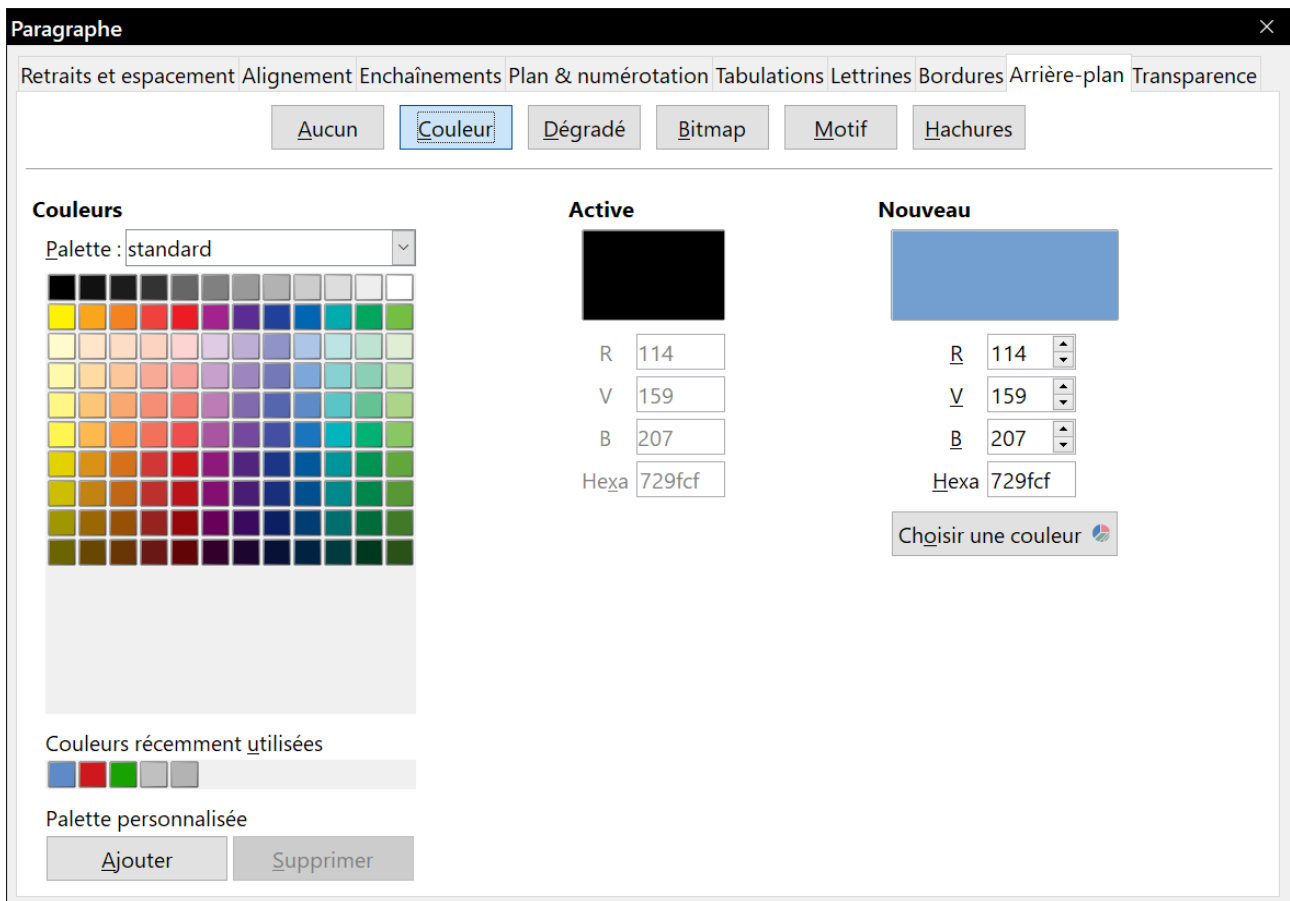 Paragraphe
Retraits et espacement Alignement Enchaînements Plan & numérotation Tabulations Lettrines Bordures Arrière-plan Transparence
Aucun Couleur Dégradé Bitmap Motif Hachures
Couleurs Active Nouveau
Palette : standard
R 114 R 114
V 159 V 159
B 207 B 207
Hexa 729fcf Hexa 729fcf
Choisir une couleur
Couleurs récemment utilisées
Palette personnalisée
Ajouter Supprimer